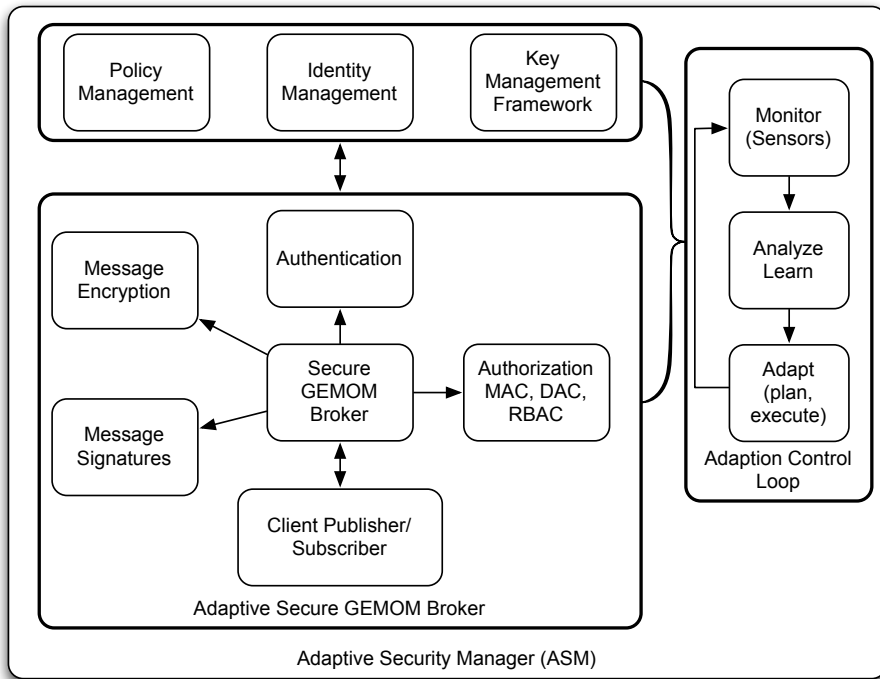 Policy
Management
Identity
Management
Key
Management
Framework
Monitor
(Sensors)
Analyze
Learn
Adapt
(plan,
execute)
Adaption Control
Loop
Authentication
Message
Encryption
Secure
GEMOM
Broker
Authorization
MAC, DAC,
RBAC
Message
Signatures
Client Publisher/
Subscriber
Adaptive Secure GEMOM Broker
Adaptive Security Manager (ASM)